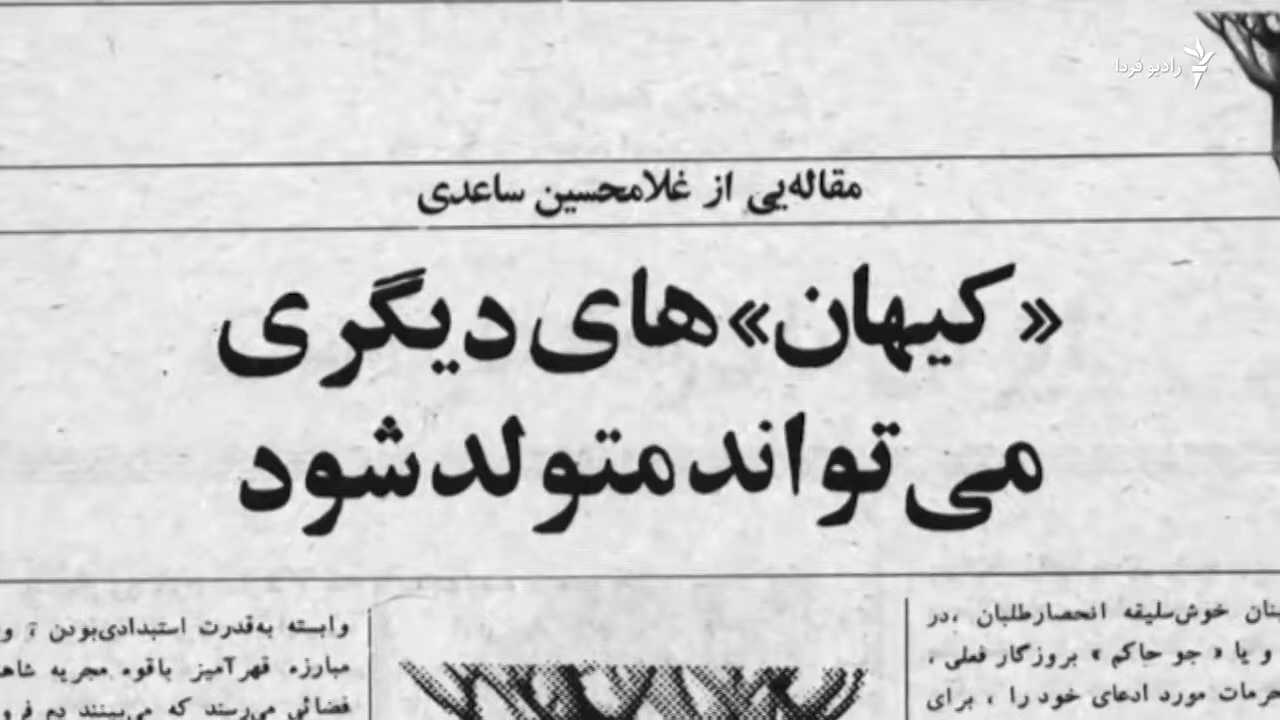 رادیو فردا
مقاله‌یی از غلامحسین ساعدی
«کیهان»های دیگری
می‌تواند متولد شود
خوش‌سلیقه انحصارطلبان ،در
و یا « جو حاکم » بروزگار فعلی ،
مورد ادعای خود را ، برای
وابسته به‌قدرت استبدادی‌بودن ؟ و
مبارزه قهرآمیز باقوه مجریه
فضائی می‌رسند که می‌بینند دم